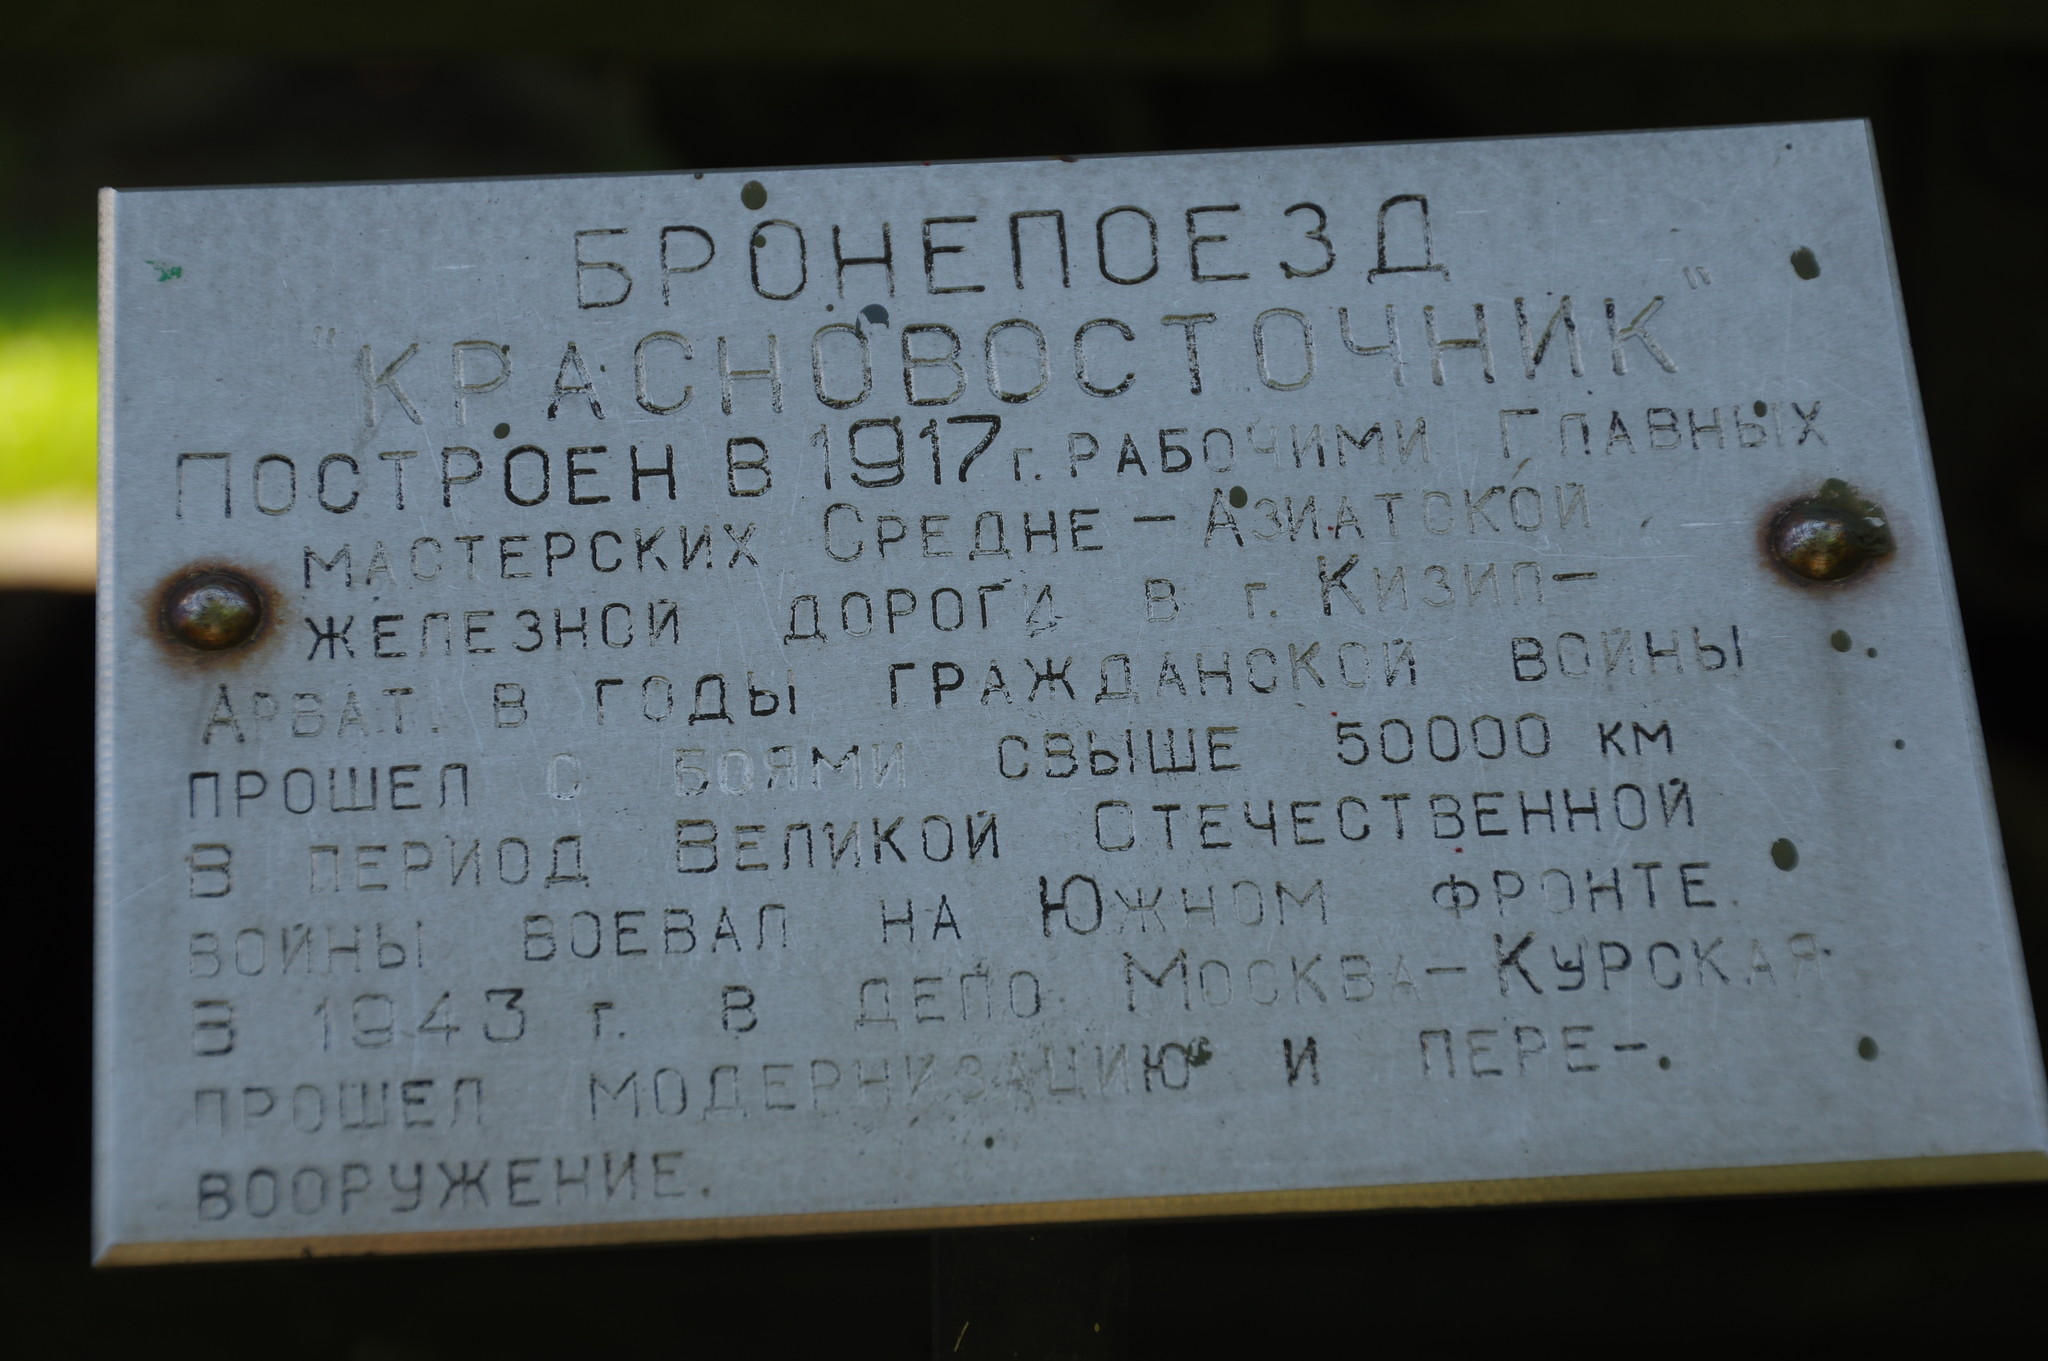 БРОНЕПОЕЗД
"КРАСНОВОСТОЧНИК"
ПОСТРОЕН В 1917 г. РАБОЧИМИ ГЛАВНЫХ
МАСТЕРСКИХ СРЕДНЕ-АЗИАТСКОЙ
ЖЕЛЕЗНОЙ ДОРОГИ В г. КИЗИЛ-
АРВАТ. В ГОДЫ ГРАЖДАНСКОЙ ВОЙНЫ
ПРОШЕЛ С БОЯМИ СВЫШЕ 50000 КМ
В ПЕРИОД ВЕЛИКОЙ ОТЕЧЕСТВЕННОЙ
ВОЙНЫ ВОЕВАЛ НА ЮЖНОМ ФРОНТЕ.
В 1943 г. В ДЕПО МОСКВА-КУРСКАЯ
ПРОШЕЛ МОДЕРНИЗАЦИЮ И ПЕРЕ-
ВООРУЖЕНИЕ.